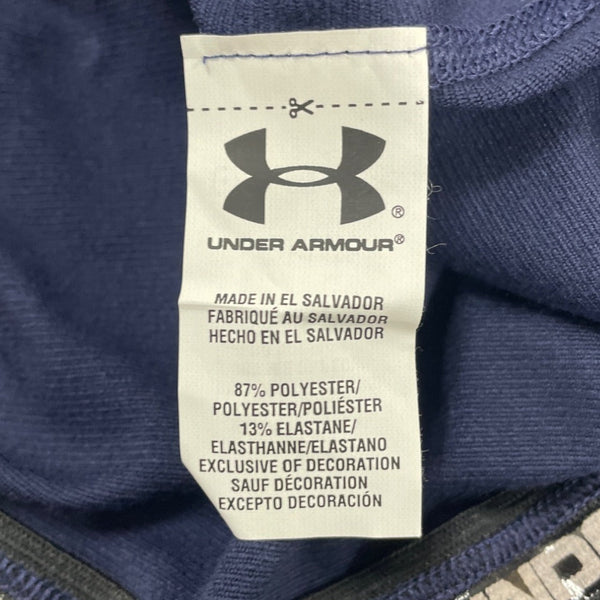 UNDER ARMOUR®
MADE IN EL SALVADOR
FABRIQUÉ AU SALVADOR
HECHO EN EL SALVADOR
87% POLYESTER/
POLYESTER/POLIÉSTER
13% ELASTANE/
ELASTHANNE/ELASTANO
EXCLUSIVE OF DECORATION
SAUF DÉCORATION
EXCEPTO DECORACIÓN